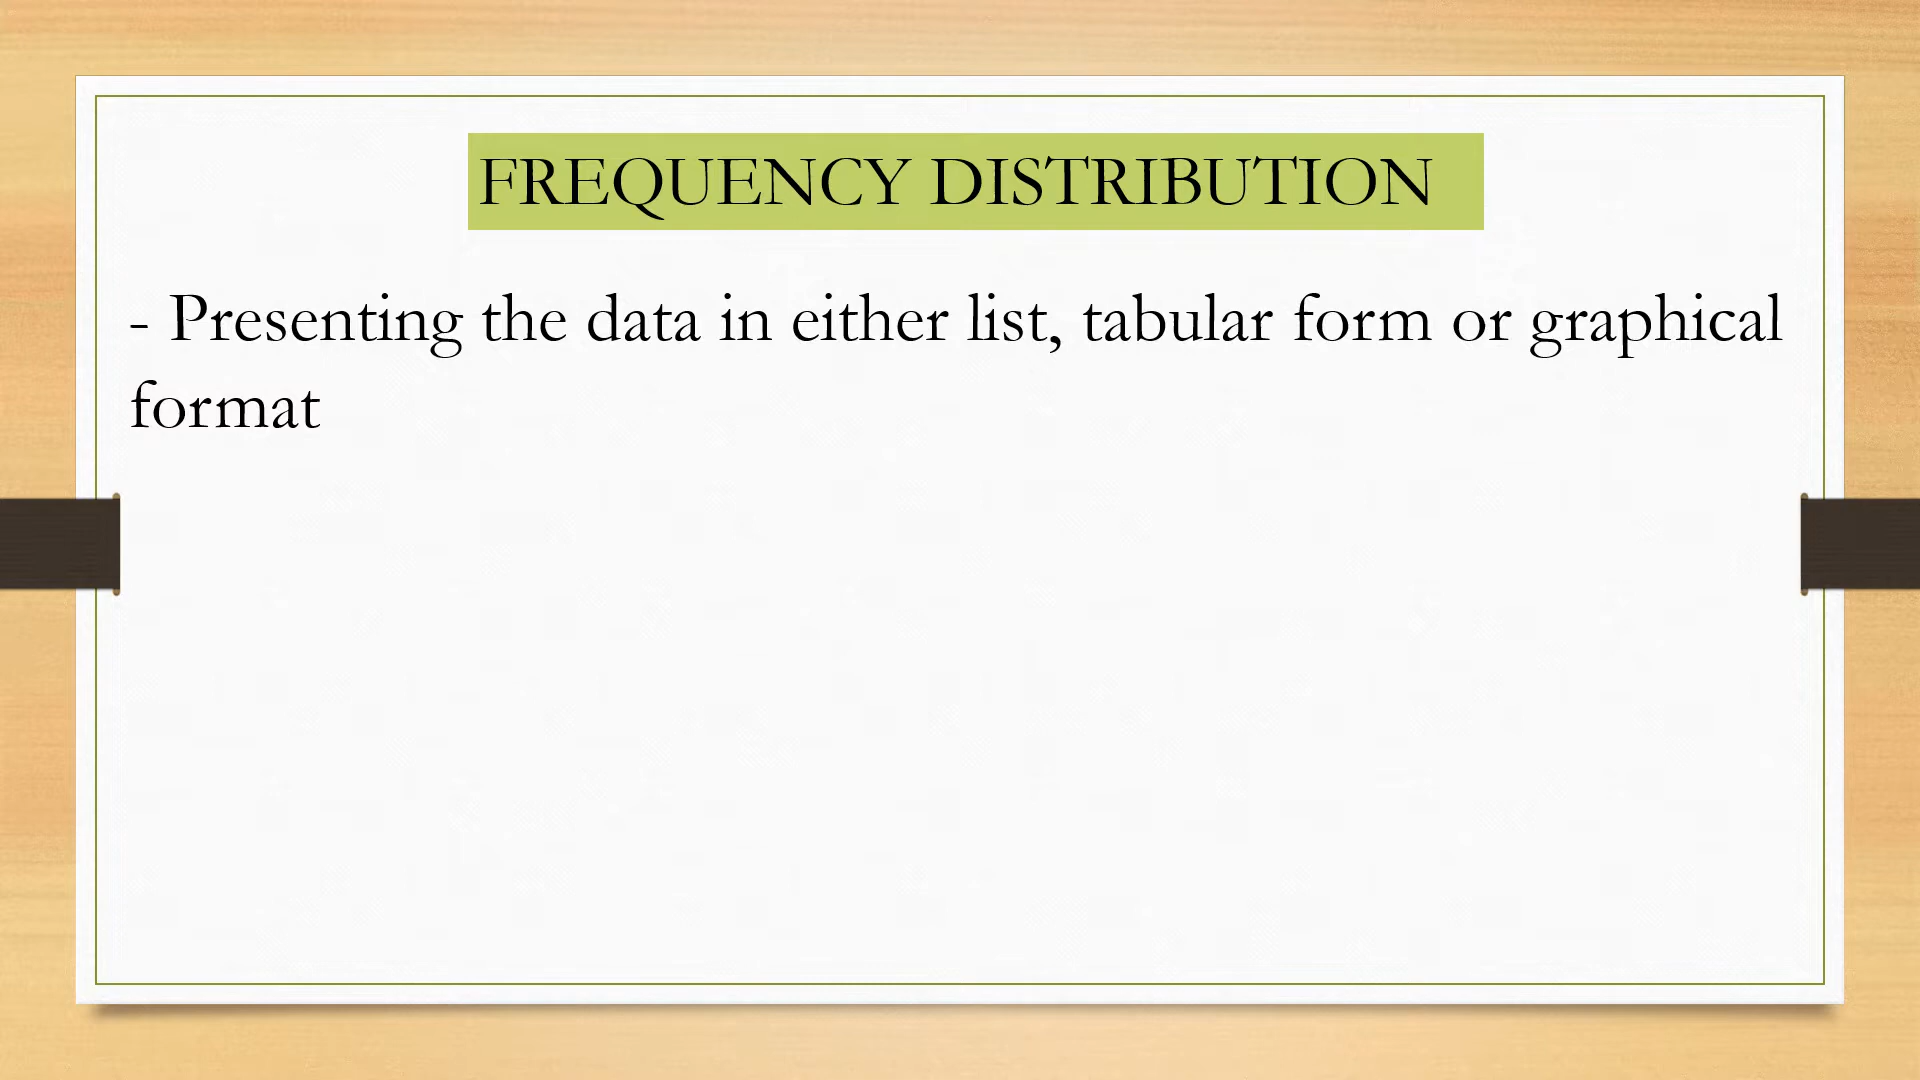 FREQUENCY DISTRIBUTION
- Presenting the data in either list, tabular form or graphical
format